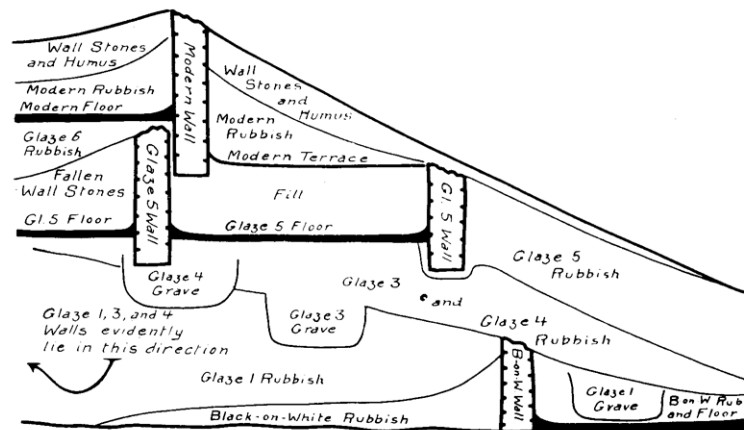 Wall Stones
and Humus
Modern Rubbish
Modern Floor
Modern Wall
Wall
Stones
and
Humus
Modern
Rubbish
Modern Terrace
Glaze 6
Rubbish
Fallen
Wall Stones
Gl. 5 Floor
Glaze 5 Wall
Fill
Glaze 5 Floor
Gl. 5 Wall
Glaze 5
Rubbish
Glaze 4
Grave
Glaze 3
and
Glaze 4
Rubbish
Glaze 3
Grave
Glaze 1, 3, and 4
Walls evidently
lie in this direction
Glaze 1 Rubbish
Black-on-White Rubbish
B-on-W Wall
Glaze 1
Grave
B on W Rub
and Floor